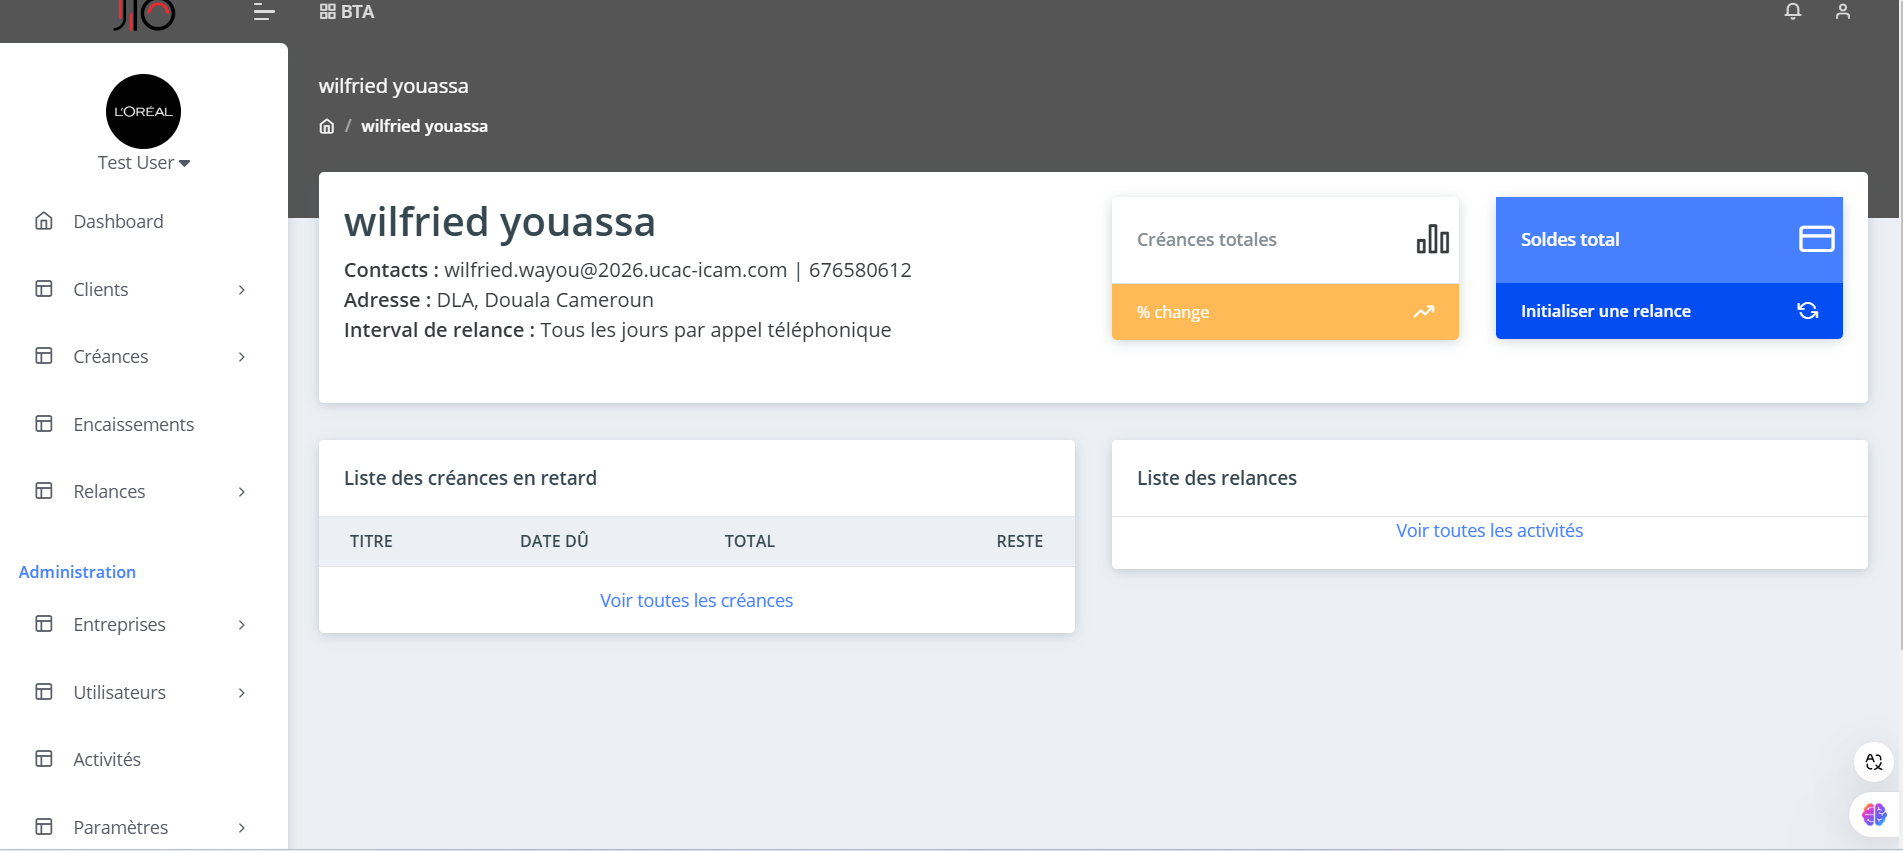 BTA
L'ORÉAL
Test User
Dashboard
Clients
Créances
Encaissements
Relances
Administration
Entreprises
Utilisateurs
Activités
Paramètres
wilfried youassa
/ wilfried youassa
wilfried youassa
Contacts : wilfried.wayou@2026.ucac-icam.com | 676580612
Adresse : DLA, Douala Cameroun
Interval de relance : Tous les jours par appel téléphonique
Créances totales
% change
Soldes total
Initialiser une relance
Liste des créances en retard
TITRE DATE DÛ TOTAL RESTE
Voir toutes les créances
Liste des relances
Voir toutes les activités